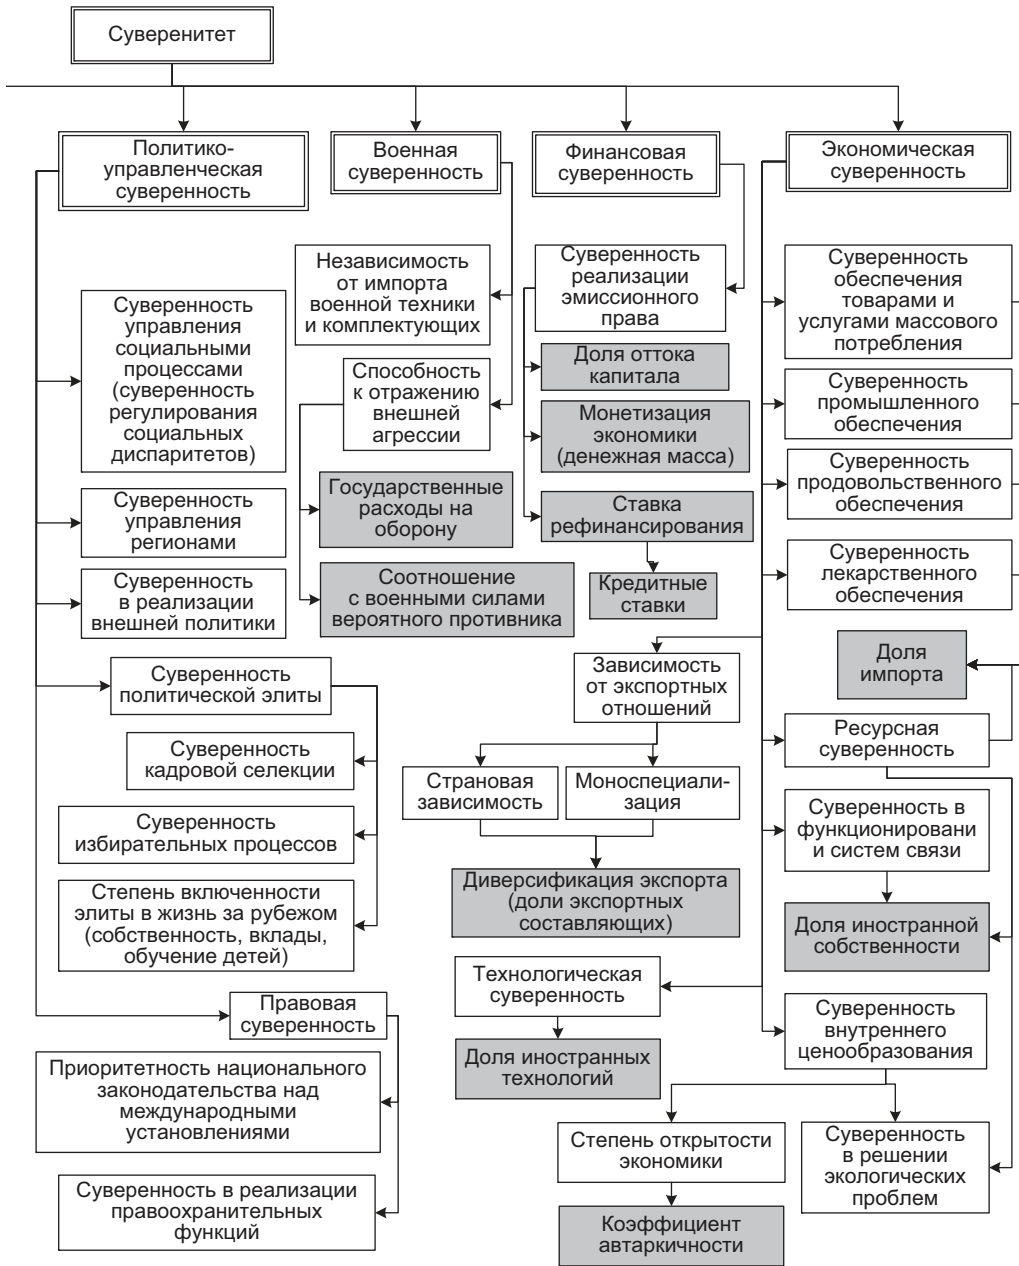 Суверенитет
Политико-
управленческая
суверенность
Военная
суверенность
Финансовая
суверенность
Экономическая
суверенность
Суверенность
управления
социальными
процессами
(суверенность
регулирования
социальных
диспаритетов)
Суверенность
управления
регионами
Суверенность
в реализации
внешней политики
Суверенность
политической элиты
Суверенность
кадровой селекции
Суверенность
избирательных процессов
Степень включенности
элиты в жизнь за рубежом
(собственность, вклады,
обучение детей)
Правовая
суверенность
Приоритетность национального
законодательства над
международными
установлениями
Суверенность в реализации
правоохранительных
функций
Независимость
от импорта
военной техники
и комплектующих
Способность
к отражению
внешней
агрессии
Государственные
расходы на
оборону
Соотношение
с военными силами
вероятного противника
Суверенность
реализации
эмиссионного
права
Доля оттока
капитала
Монетизация
экономики
(денежная масса)
Ставка
рефинансирования
Кредитные
ставки
Суверенность
обеспечения
товарами и
услугами массового
потребления
Суверенность
промышленного
обеспечения
Суверенность
продовольственного
обеспечения
Суверенность
лекарственного
обеспечения
Доля
импорта
Зависимость
от экспортных
отношений
Страновая
зависимость
Моноспециали-
зация
Диверсификация экспорта
(доли экспортных
составляющих)
Ресурсная
суверенность
Суверенность в
функционировани
и систем связи
Доля иностранной
собственности
Технологическая
суверенность
Доля иностранных
технологий
Суверенность
внутреннего
ценообразования
Степень открытости
экономики
Коэффициент
автаркичности
Суверенность
в решении
экологических
проблем